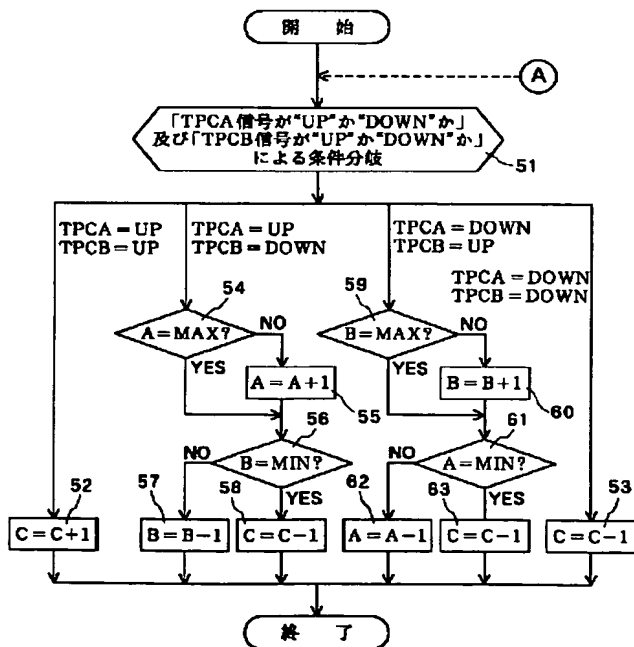 開 始
A
「TPCA信号が“UP”か“DOWN”か」
及び「TPCB信号が“UP”か“DOWN”か」
による条件分岐
51
TPCA=UP
TPCB=UP
TPCA=UP
TPCB=DOWN
TPCA=DOWN
TPCB=UP
TPCA=DOWN
TPCB=DOWN
54
A=MAX?
NO
YES
59
B=MAX?
NO
YES
A=A+1
55
B=B+1
60
56
B=MIN?
NO
YES
61
A=MIN?
NO
YES
52
C=C+1
57
B=B-1
58
C=C-1
62
A=A-1
63
C=C-1
53
C=C-1
終 了